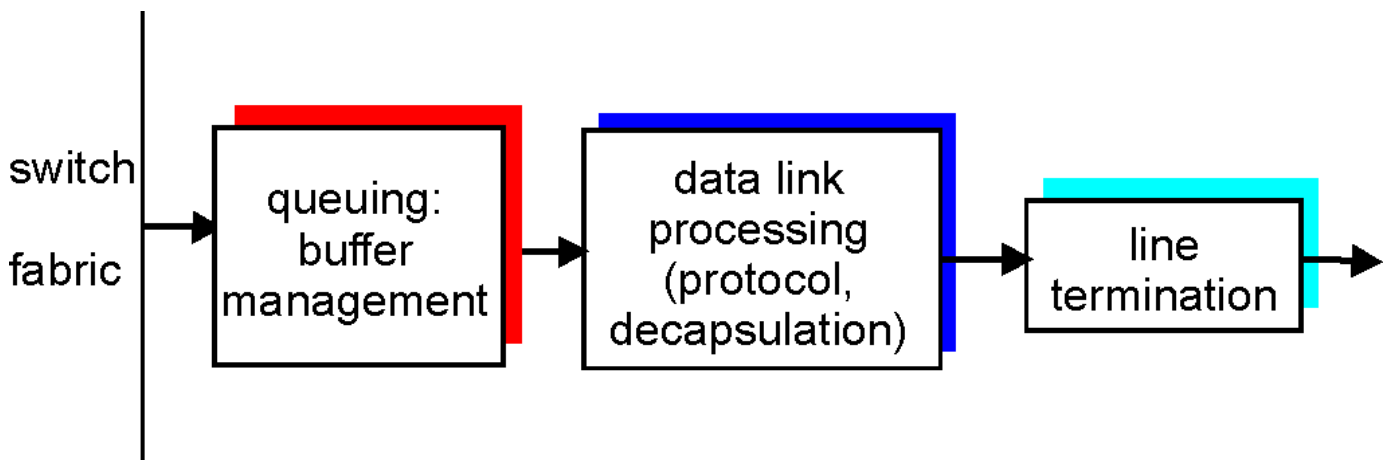 switch
fabric
queuing:
buffer
management
data link
processing
(protocol,
decapsulation)
line
termination